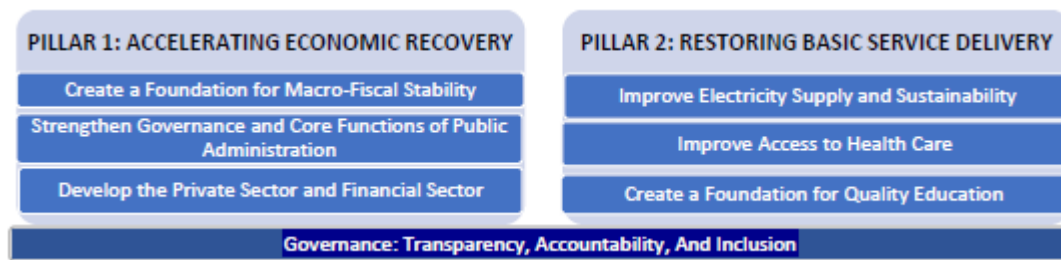 PILLAR 1: ACCELERATING ECONOMIC RECOVERY
Create a Foundation for Macro-Fiscal Stability
Strengthen Governance and Core Functions of Public
Administration
Develop the Private Sector and Financial Sector
PILLAR 2: RESTORING BASIC SERVICE DELIVERY
Improve Electricity Supply and Sustainability
Improve Access to Health Care
Create a Foundation for Quality Education
Governance: Transparency, Accountability, And Inclusion